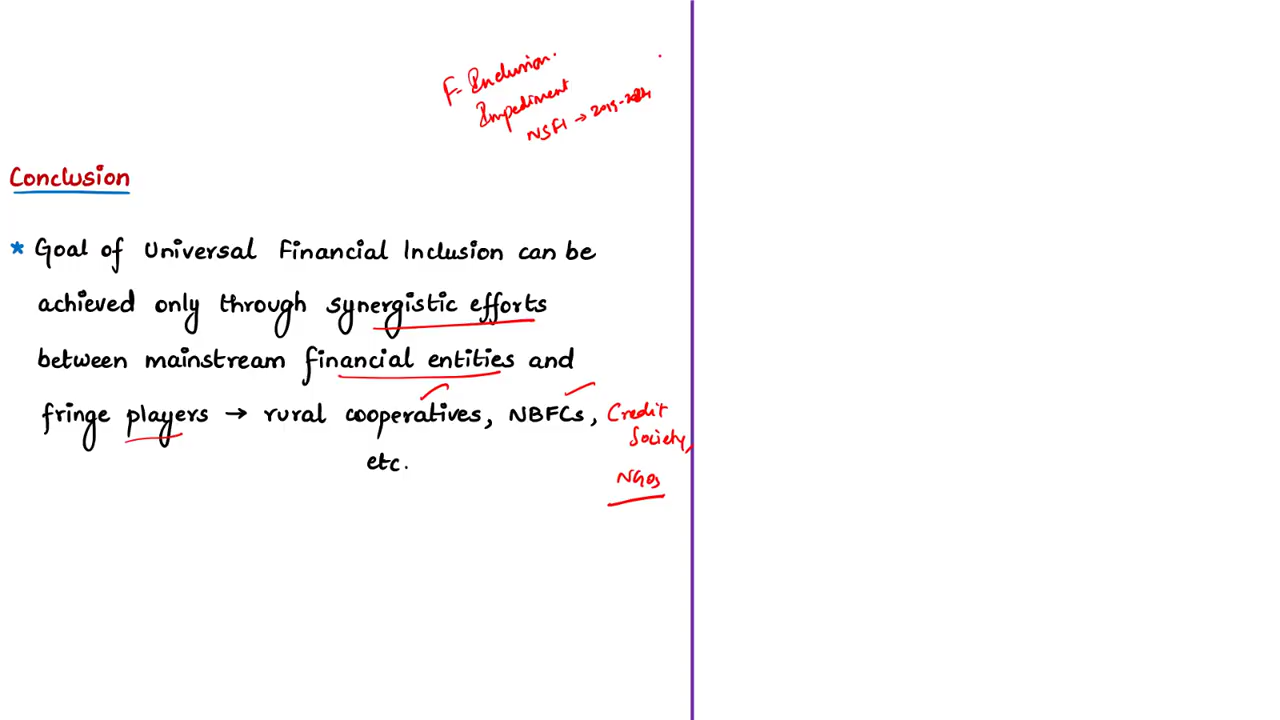 F. Inclusion.
Impediment
NSFI → 2019-2024
Conclusion
* Goal of Universal Financial Inclusion can be
achieved only through synergistic efforts
between mainstream financial entities and
fringe players → rural cooperatives, NBFCs, Credit
Society,
etc.
NGOs